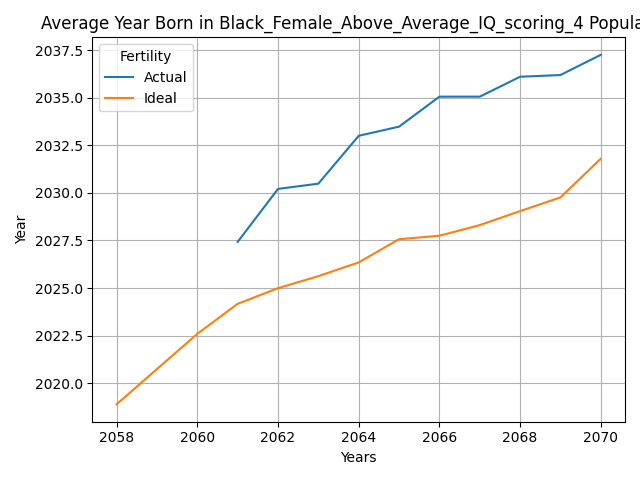 Average Year Born in Black_Female_Above_Average_IQ_scoring_4 Popula
Fertility
Actual
Ideal
2037.5
2035.0
2032.5
2030.0
2027.5
2025.0
2022.5
2020.0
Year
2058 2060 2062 2064 2066 2068 2070
Years